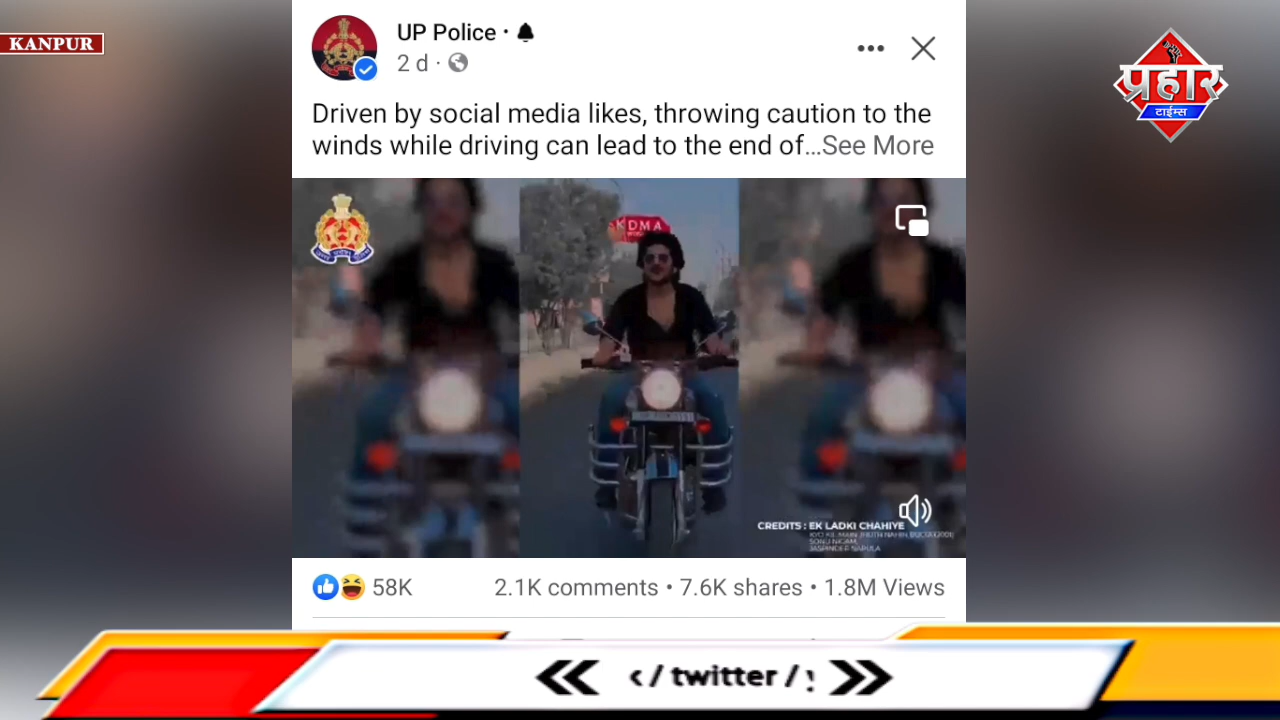 KANPUR
UP Police ·
2 d ·
प्रहार
टाईम्स
Driven by social media likes, throwing caution to the
winds while driving can lead to the end of...See More
KDMA
CREDITS : EK LADKI CHAHIYE
SONU NIGAM,
58K
2.1K comments • 7.6K shares • 1.8M Views
/ twitter /